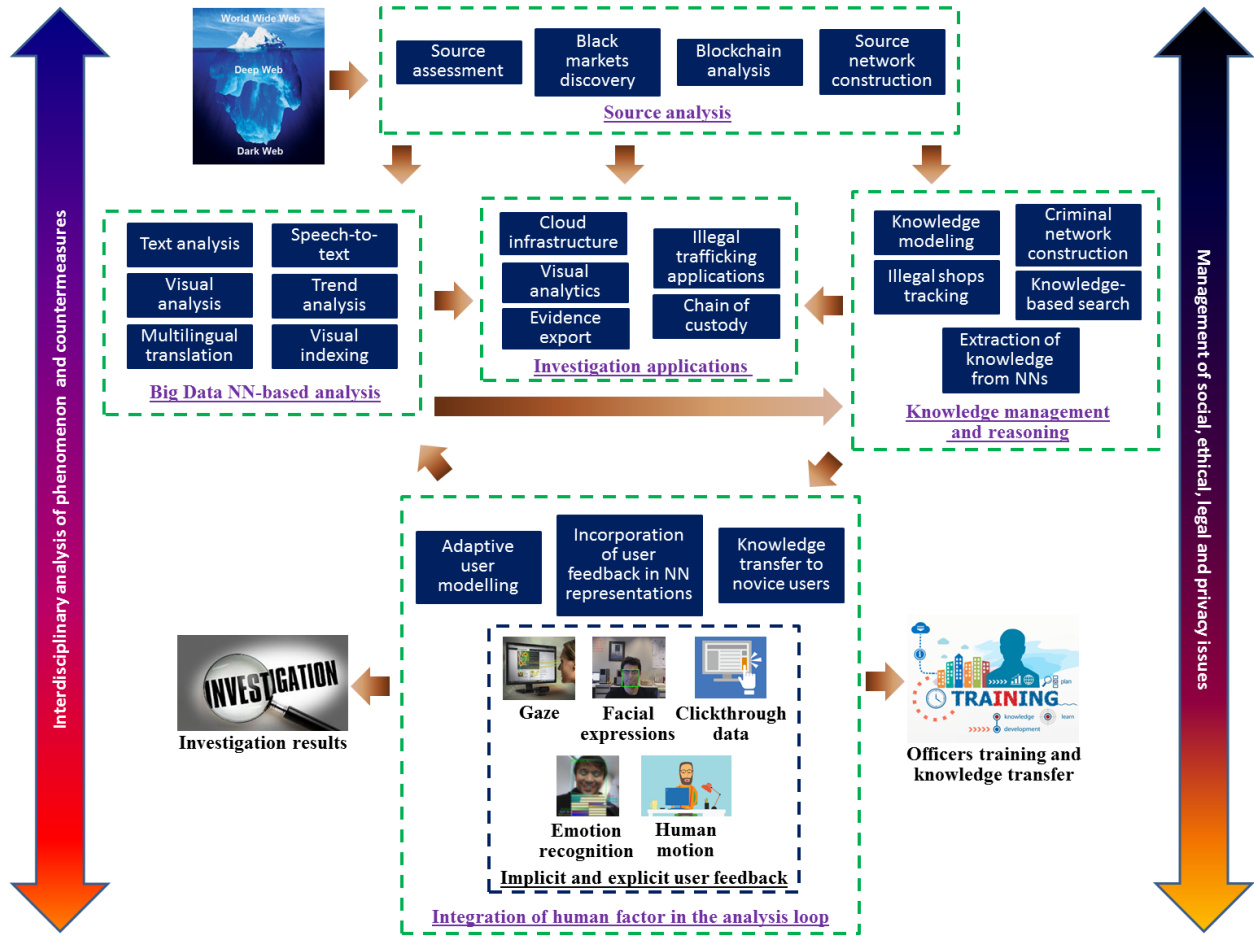 World Wide Web
Deep Web
Dark Web
Source
assessment
Black
markets
discovery
Blockchain
analysis
Source
network
construction
Source analysis
Interdisciplinary analysis of phenomenon and countermeasures
Text analysis
Speech-to-
text
Visual
analysis
Trend
analysis
Multilingual
translation
Visual
indexing
Big Data NN-based analysis
Cloud
infrastructure
Illegal
trafficking
applications
Visual
analytics
Evidence
export
Chain of
custody
Investigation applications
Knowledge
modeling
Criminal
network
construction
Illegal shops
tracking
Knowledge-
based search
Extraction of
knowledge
from NNs
Knowledge management
and reasoning
Management of social, ethical, legal and privacy issues
Adaptive
user
modelling
Incorporation
of user
feedback in NN
representations
Knowledge
transfer to
novice users
Gaze
Facial
expressions
Clickthrough
data
Emotion
recognition
Human
motion
Implicit and explicit user feedback
Integration of human factor in the analysis loop
INVESTIGATION
Investigation results
plan
TRAINING
knowledge
learn
development
Officers training and
knowledge transfer